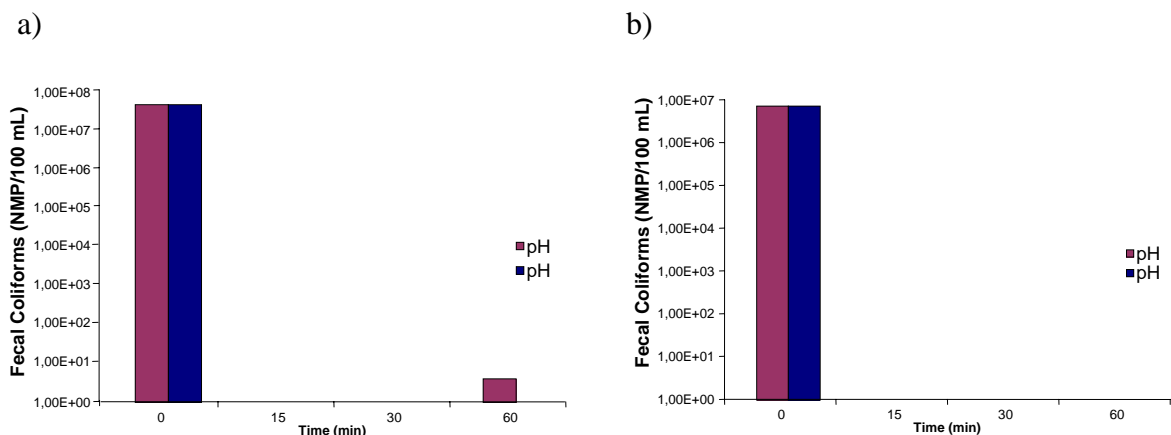 a)
Fecal Coliforms (NMP/100 mL)
1,00E+08
1,00E+07
1,00E+06
1,00E+05
1,00E+04
1,00E+03
1,00E+02
1,00E+01
1,00E+00
0 15 30 60
Time (min)
pH
pH
b)
Fecal Coliforms (NMP/100 mL)
1,00E+07
1,00E+06
1,00E+05
1,00E+04
1,00E+03
1,00E+02
1,00E+01
1,00E+00
0 15 30 60
Time (min)
pH
pH